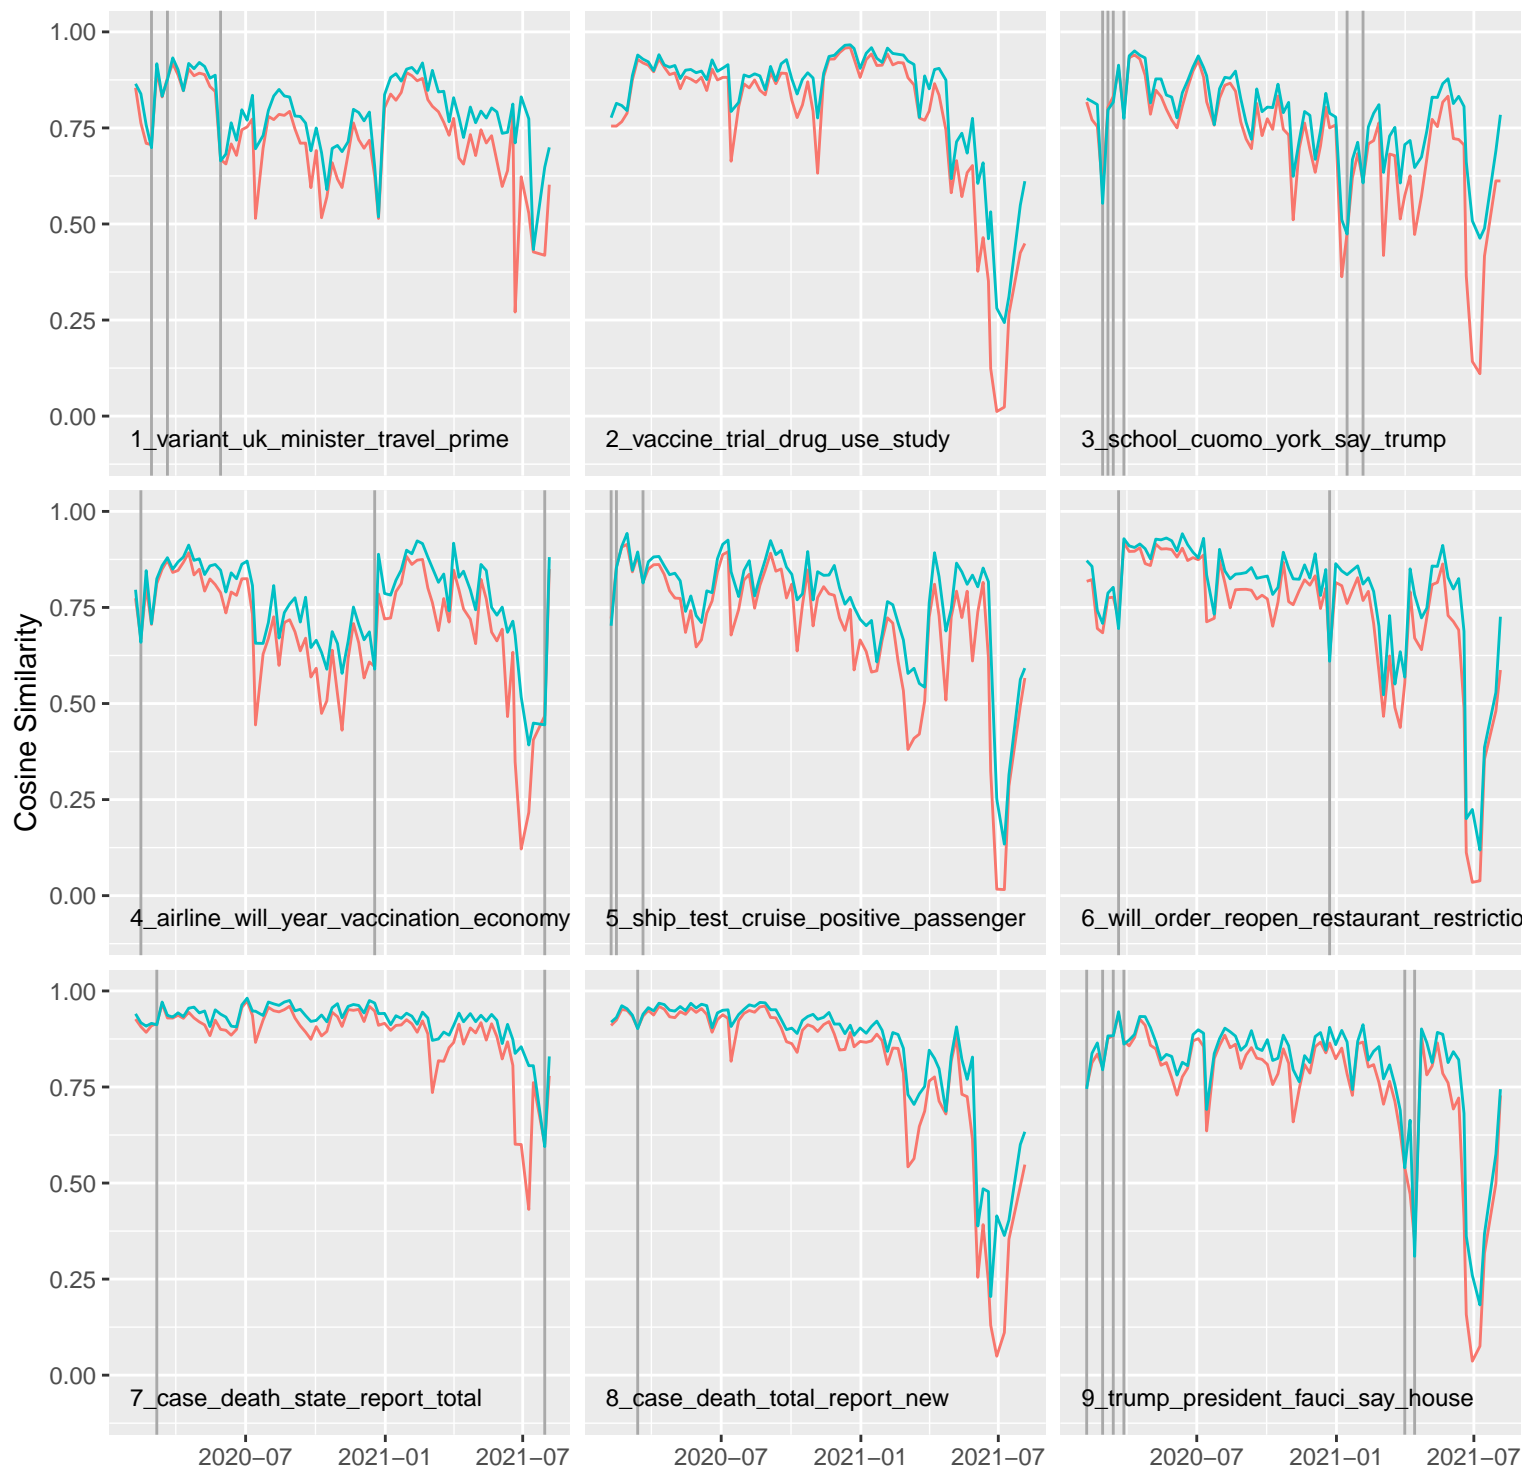 1.00
0.75
0.50
0.25
0.00
1_variant_uk_minister_travel_prime
2_vaccine_trial_drug_use_study
3_school_cuomo_york_say_trump
Cosine Similarity
1.00
0.75
0.50
0.25
0.00
4_airline_will_year_vaccination_economy
5_ship_test_cruise_positive_passenger
6_will_order_reopen_restaurant_restrictio
1.00
0.75
0.50
0.25
0.00
7_case_death_state_report_total
8_case_death_total_report_new
9_trump_president_fauci_say_house
2020−07 2021−01 2021−07
2020−07 2021−01 2021−07
2020−07 2021−01 2021−07